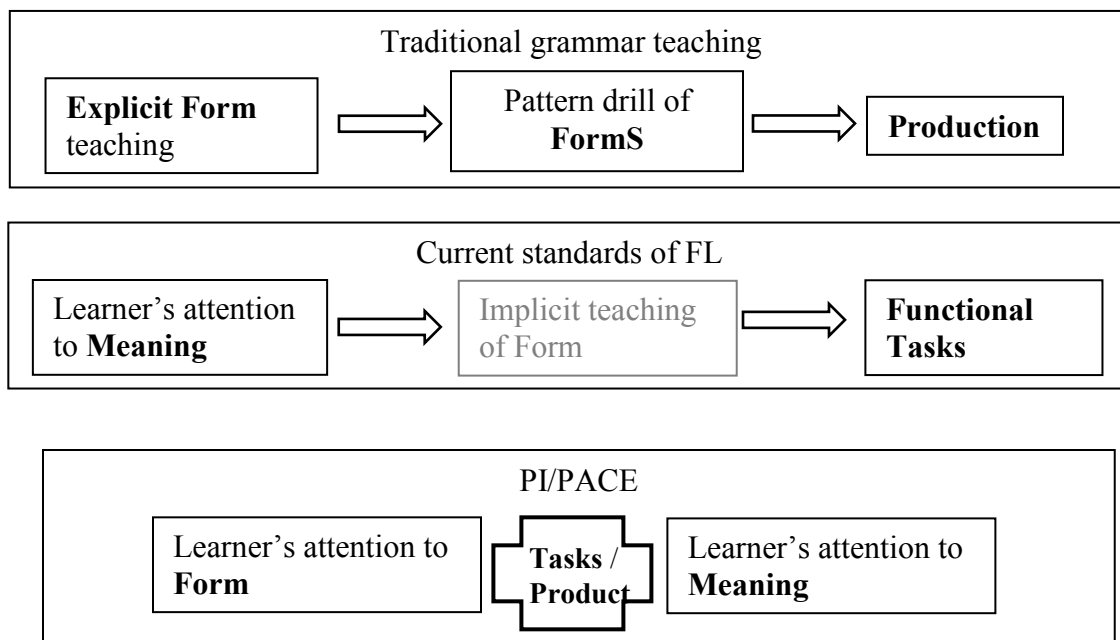 Traditional grammar teaching
Explicit Form
teaching
Pattern drill of
FormS
Production
Current standards of FL
Learner’s attention
to Meaning
Implicit teaching
of Form
Functional
Tasks
PI/PACE
Learner’s attention to
Form
Tasks /
Product
Learner’s attention to
Meaning